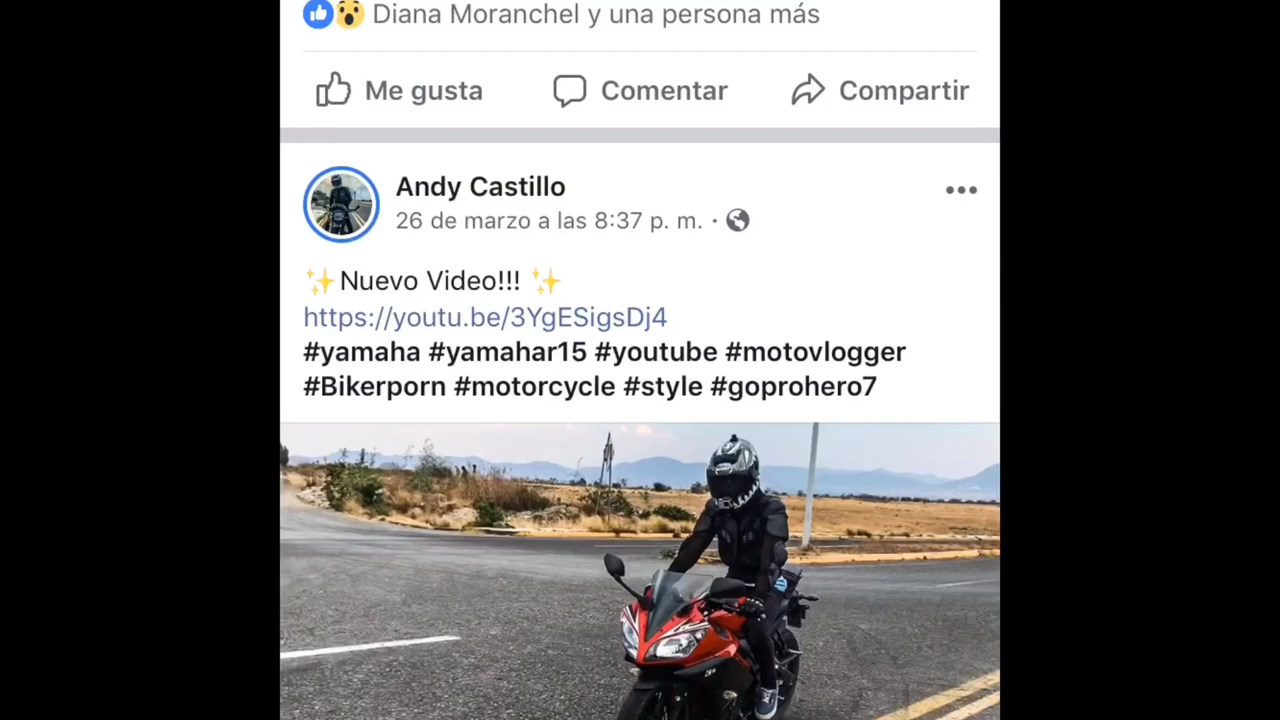 Diana Moranchel y una persona más
Me gusta Comentar Compartir
Andy Castillo
26 de marzo a las 8:37 p. m. ·
✨Nuevo Video!!! ✨
https://youtu.be/3YgESigsDj4
#yamaha #yamahar15 #youtube #motovlogger
#Bikerporn #motorcycle #style #goprohero7